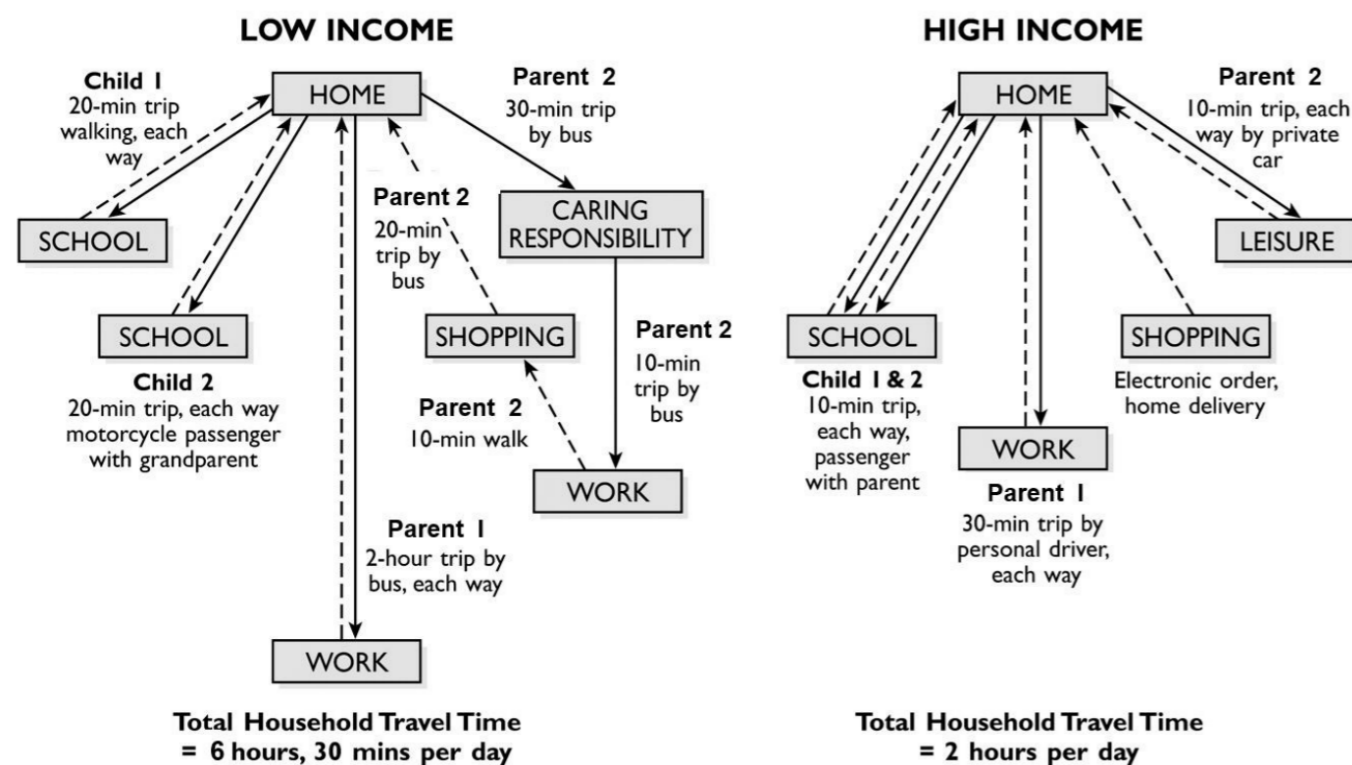 LOW INCOME
Child 1
20-min trip
walking, each
way
HOME
Parent 2
30-min trip
by bus
SCHOOL
Parent 2
20-min
trip by
bus
CARING
RESPONSIBILITY
SCHOOL
Child 2
20-min trip, each way
motorcycle passenger
with grandparent
SHOPPING
Parent 2
10-min
trip by
bus
Parent 2
10-min walk
WORK
Parent 1
2-hour trip by
bus, each way
WORK
Total Household Travel Time
= 6 hours, 30 mins per day
HIGH INCOME
HOME
Parent 2
10-min trip, each
way by private
car
LEISURE
SCHOOL
Child 1 & 2
10-min trip,
each way,
passenger
with parent
SHOPPING
Electronic order,
home delivery
WORK
Parent 1
30-min trip by
personal driver,
each way
Total Household Travel Time
= 2 hours per day